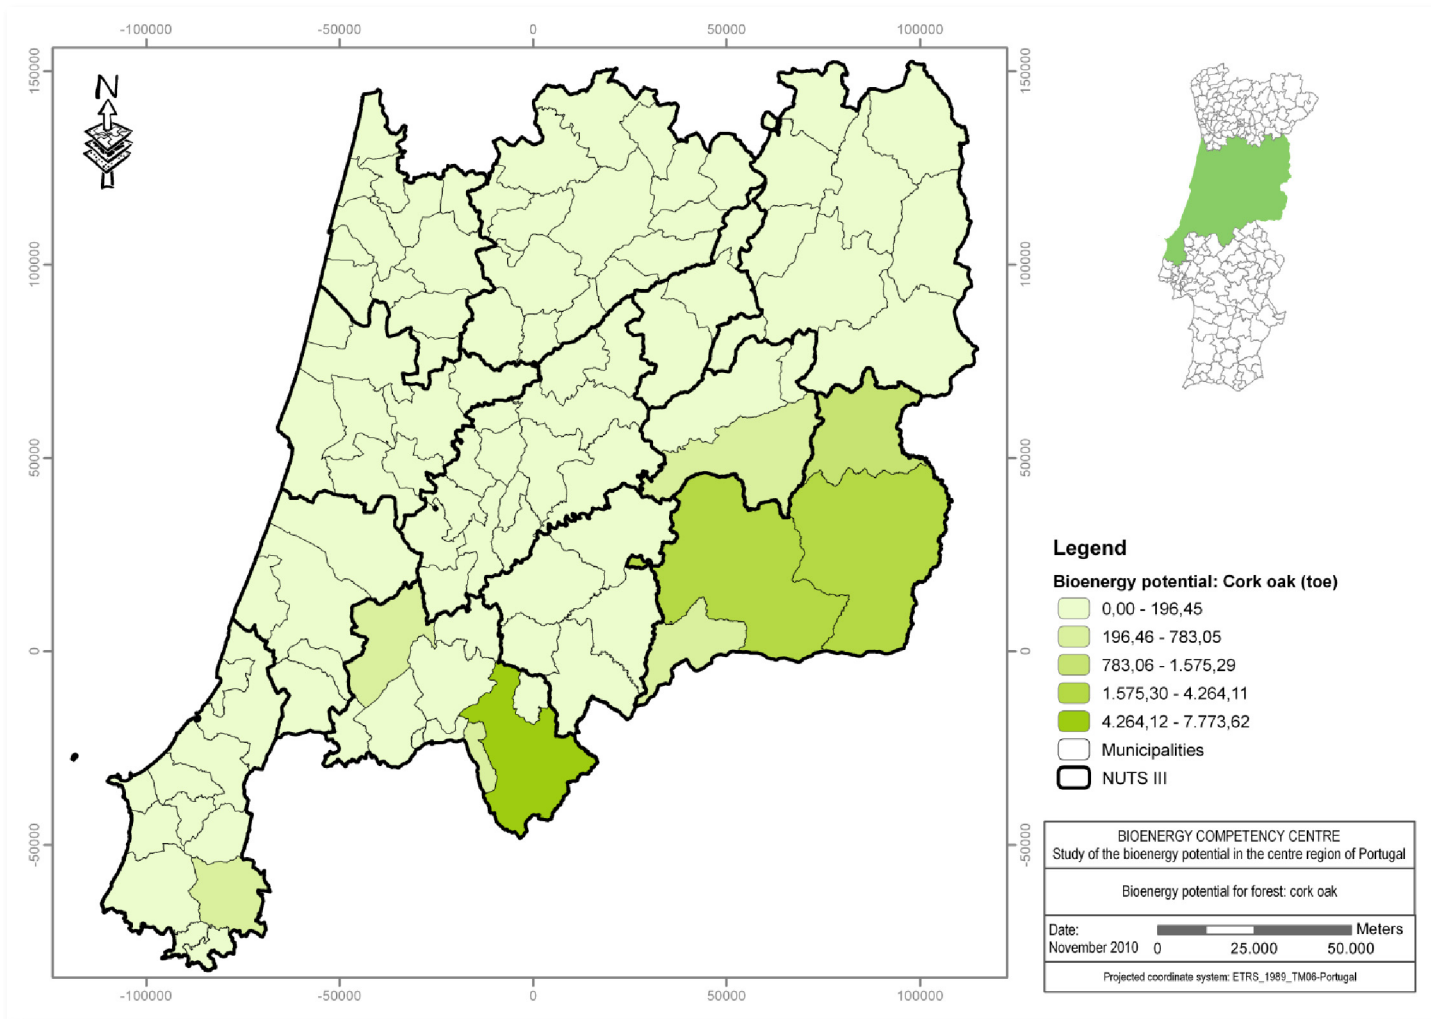 -100000 -50000 0 50000 100000
150000 150000
N
100000 100000
50000 50000
0 0
-50000 -50000
-100000 -50000 0 50000 100000
Legend
Bioenergy potential: Cork oak (toe)
0,00 - 196,45
196,46 - 783,05
783,06 - 1.575,29
1.575,30 - 4.264,11
4.264,12 - 7.773,62
Municipalities
NUTS III
BIOENERGY COMPETENCY CENTRE
Study of the bioenergy potential in the centre region of Portugal
Bioenergy potential for forest: cork oak
Date:
November 2010
Meters
0 25.000 50.000
Projected coordinate system: ETRS_1989_TM06-Portugal